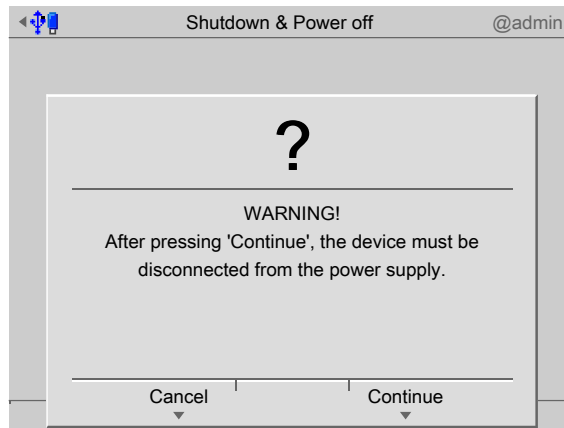 Shutdown & Power off
@admin
?
WARNING!
After pressing 'Continue', the device must be
disconnected from the power supply.
Cancel
Continue